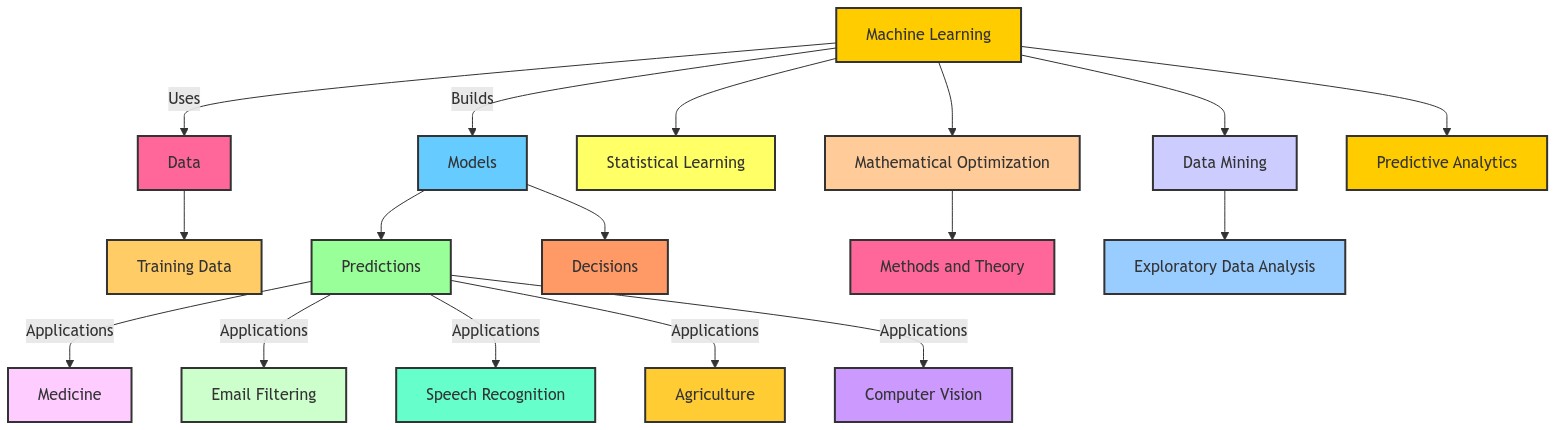 Machine Learning
Uses
Builds
Data
Models
Statistical Learning
Mathematical Optimization
Data Mining
Predictive Analytics
Training Data
Predictions
Decisions
Methods and Theory
Exploratory Data Analysis
Applications
Applications
Applications
Applications
Applications
Medicine
Email Filtering
Speech Recognition
Agriculture
Computer Vision